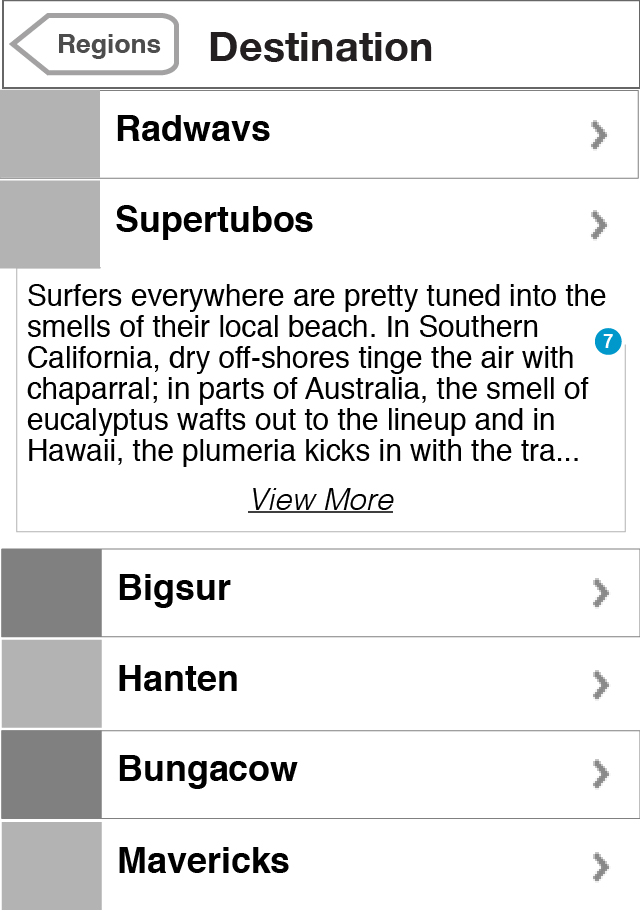 Regions
Destination
Radwavs
Supertubos
Surfers everywhere are pretty tuned into the
smells of their local beach. In Southern
California, dry off-shores tinge the air with
7
chaparral; in parts of Australia, the smell of
eucalyptus wafts out to the lineup and in
Hawaii, the plumeria kicks in with the tra...
View More
Bigsur
Hanten
Bungacow
Mavericks